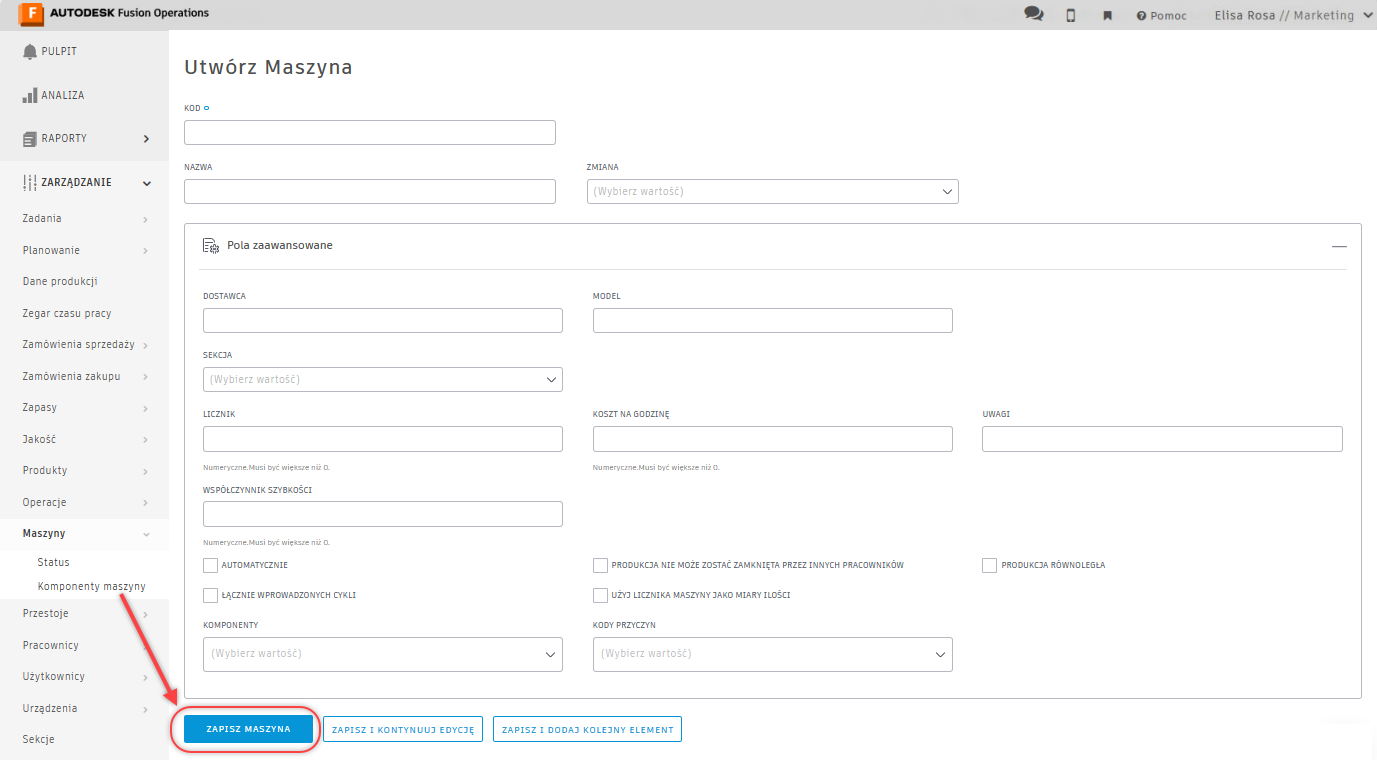 F AUTODESK Fusion Operations
Pomoc
Elisa Rosa // Marketing
PULPIT
ANALIZA
RAPORTY
ZARZĄDZANIE
Zadania
Planowanie
Dane produkcji
Zegar czasu pracy
Zamówienia sprzedaży
Zamówienia zakupu
Zapasy
Jakość
Produkty
Operacje
Maszyny
Status
Komponenty maszyny
Przestoje
Pracownicy
Użytkownicy
Urządzenia
Sekcje
Utwórz Maszyna
KOD
NAZWA
ZMIANA
(Wybierz wartość)
Pola zaawansowane
DOSTAWCA
MODEL
SEKCJA
(Wybierz wartość)
LICZNIK
KOSZT NA GODZINĘ
UWAGI
Numeryczne.Musi być większe niż 0.
Numeryczne.Musi być większe niż 0.
WSPÓŁCZYNNIK SZYBKOŚCI
Numeryczne.Musi być większe niż 0.
AUTOMATYCZNIE
PRODUKCJA NIE MOŻE ZOSTAĆ ZAMKNIĘTA PRZEZ INNYCH PRACOWNIKÓW
PRODUKCJA RÓWNOLEGŁA
ŁĄCZNIE WPROWADZONYCH CYKLI
UŻYJ LICZNIKA MASZYNY JAKO MIARY ILOŚCI
KOMPONENTY
KODY PRZYCZYN
(Wybierz wartość)
(Wybierz wartość)
ZAPISZ MASZYNA
ZAPISZ I KONTYNUUJ EDYCJĘ
ZAPISZ I DODAJ KOLEJNY ELEMENT